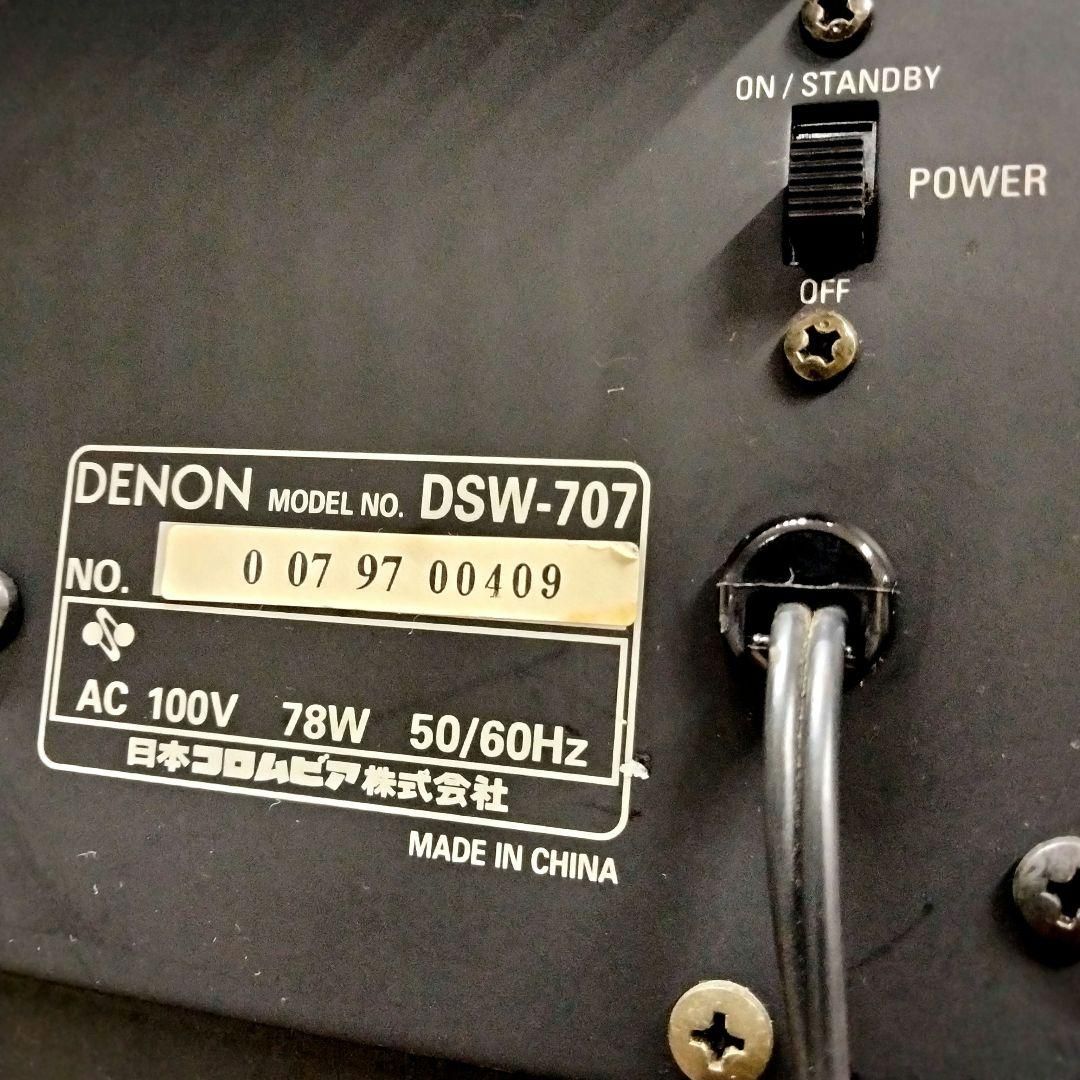 ON / STANDBY
POWER
OFF
DENON MODEL NO. DSW-707
NO. 0 07 97 00409
AC 100V 78W 50/60Hz
日本コロムビア株式会社
MADE IN CHINA